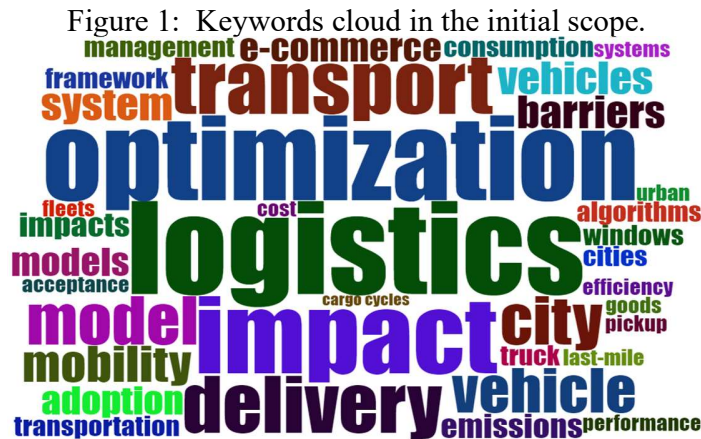 Figure 1: Keywords cloud in the initial scope.
management e-commerce consumption systems
framework transport vehicles
system barriers
optimization
urban
fleets cost algorithms
impacts logistics windows
models cities
acceptance efficiency
cargo cycles goods
model impact city pickup
mobility truck last-mile
adoption delivery vehicle
transportation emissions performance